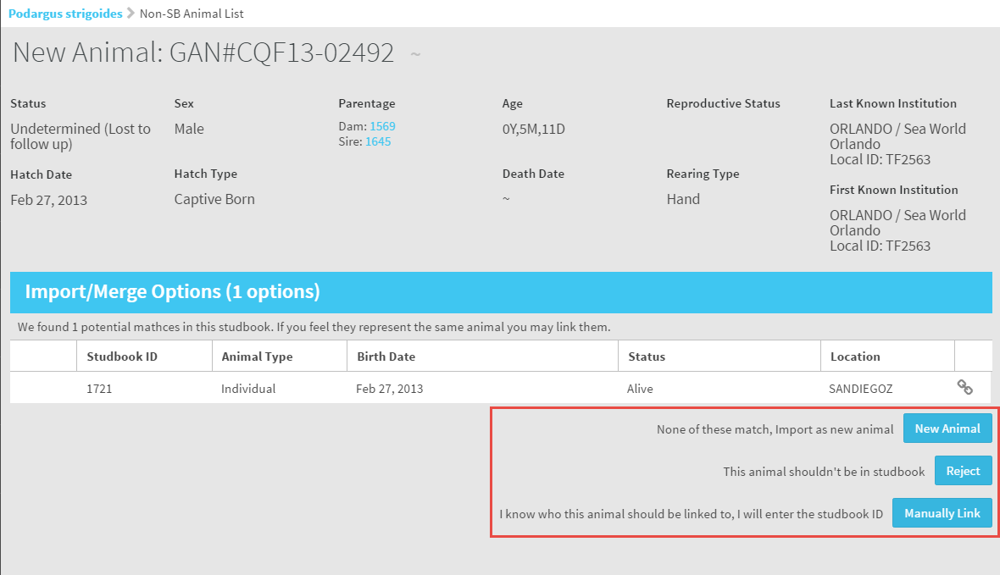 Podargus strigoides > Non-SB Animal List
New Animal: GAN#CQF13-02492 ~
Status
Undetermined (Lost to
follow up)
Sex
Male
Parentage
Dam: 1569
Sire: 1645
Age
0Y,5M,11D
Reproductive Status
Last Known Institution
ORLANDO / Sea World
Orlando
Local ID: TF2563
Hatch Date
Feb 27, 2013
Hatch Type
Captive Born
Death Date
~
Rearing Type
Hand
First Known Institution
ORLANDO / Sea World
Orlando
Local ID: TF2563
Import/Merge Options (1 options)
We found 1 potential mathces in this studbook. If you feel they represent the same animal you may link them.
Studbook ID Animal Type Birth Date Status Location
1721 Individual Feb 27, 2013 Alive SANDIEGOZ
None of these match, Import as new animal New Animal
This animal shouldn't be in studbook Reject
I know who this animal should be linked to, I will enter the studbook ID Manually Link